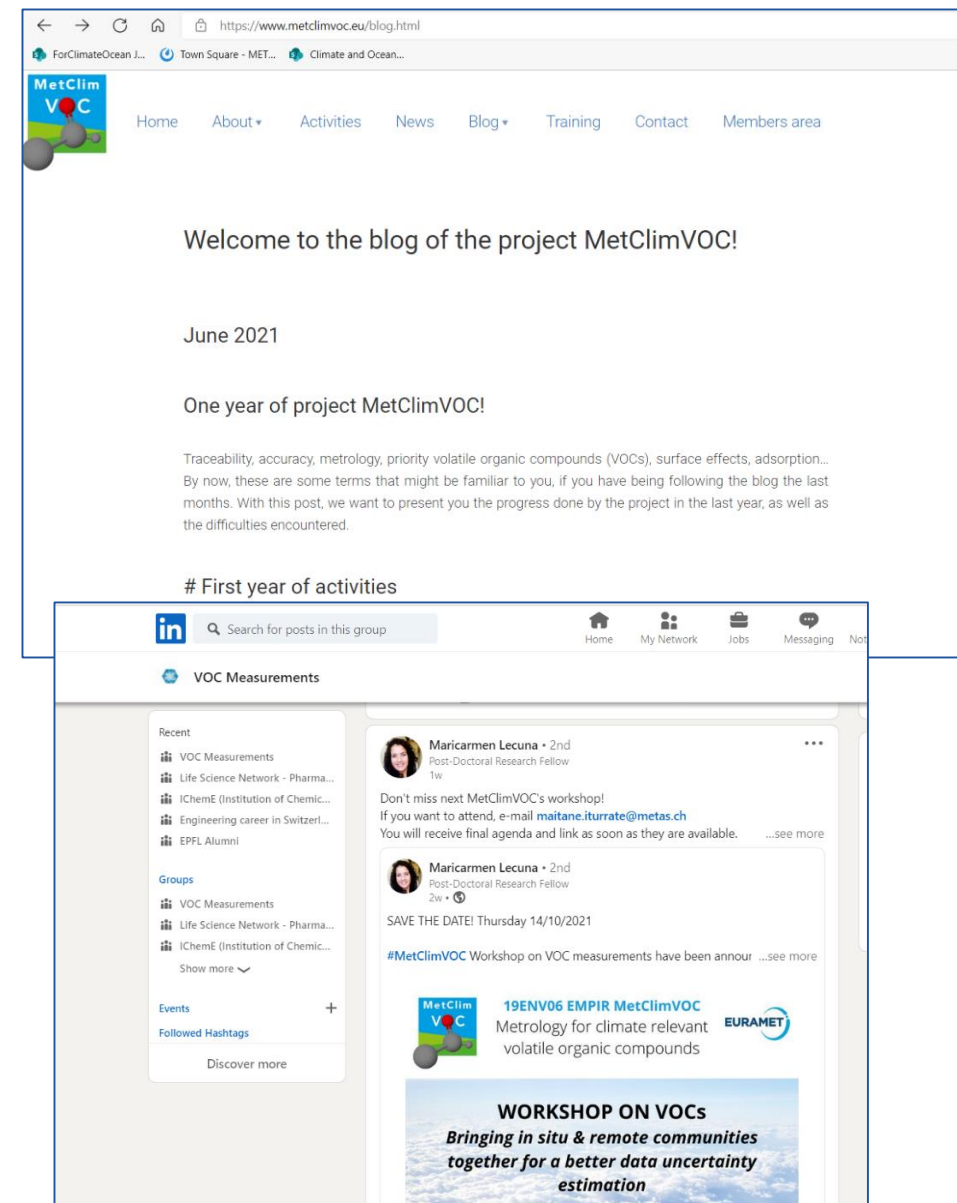 https://www.metclimvoc.eu/blog.html
ForClimateOcean J...
Town Square - MET...
Climate and Ocean...
MetClim
VOC
Home
About
Activities
News
Blog
Training
Contact
Members area
Welcome to the blog of the project MetClimVOC!
June 2021
One year of project MetClimVOC!
Traceability, accuracy, metrology, priority volatile organic compounds (VOCs), surface effects, adsorption...
By now, these are some terms that might be familiar to you, if you have being following the blog the last
months. With this post, we want to present you the progress done by the project in the last year, as well as
the difficulties encountered.
# First year of activities
in
Search for posts in this group
Home
My Network
Jobs
Messaging
Not
VOC Measurements
Recent
VOC Measurements
Life Science Network - Pharma...
IChemE (Institution of Chemic...
Engineering career in Switzerl...
EPFL Alumni
Groups
VOC Measurements
Life Science Network - Pharma...
IChemE (Institution of Chemic...
Show more
Events +
Followed Hashtags
Discover more
Maricarmen Lecuna • 2nd
Post-Doctoral Research Fellow
1w
Don't miss next MetClimVOC's workshop!
If you want to attend, e-mail maitane.iturrate@metas.ch
You will receive final agenda and link as soon as they are available. ...see more
Maricarmen Lecuna • 2nd
Post-Doctoral Research Fellow
2w •
SAVE THE DATE! Thursday 14/10/2021
#MetClimVOC Workshop on VOC measurements have been annour ...see more
MetClim
VOC
19ENV06 EMPIR MetClimVOC
Metrology for climate relevant
volatile organic compounds
EURAMET
WORKSHOP ON VOCs
Bringing in situ & remote communities
together for a better data uncertainty
estimation